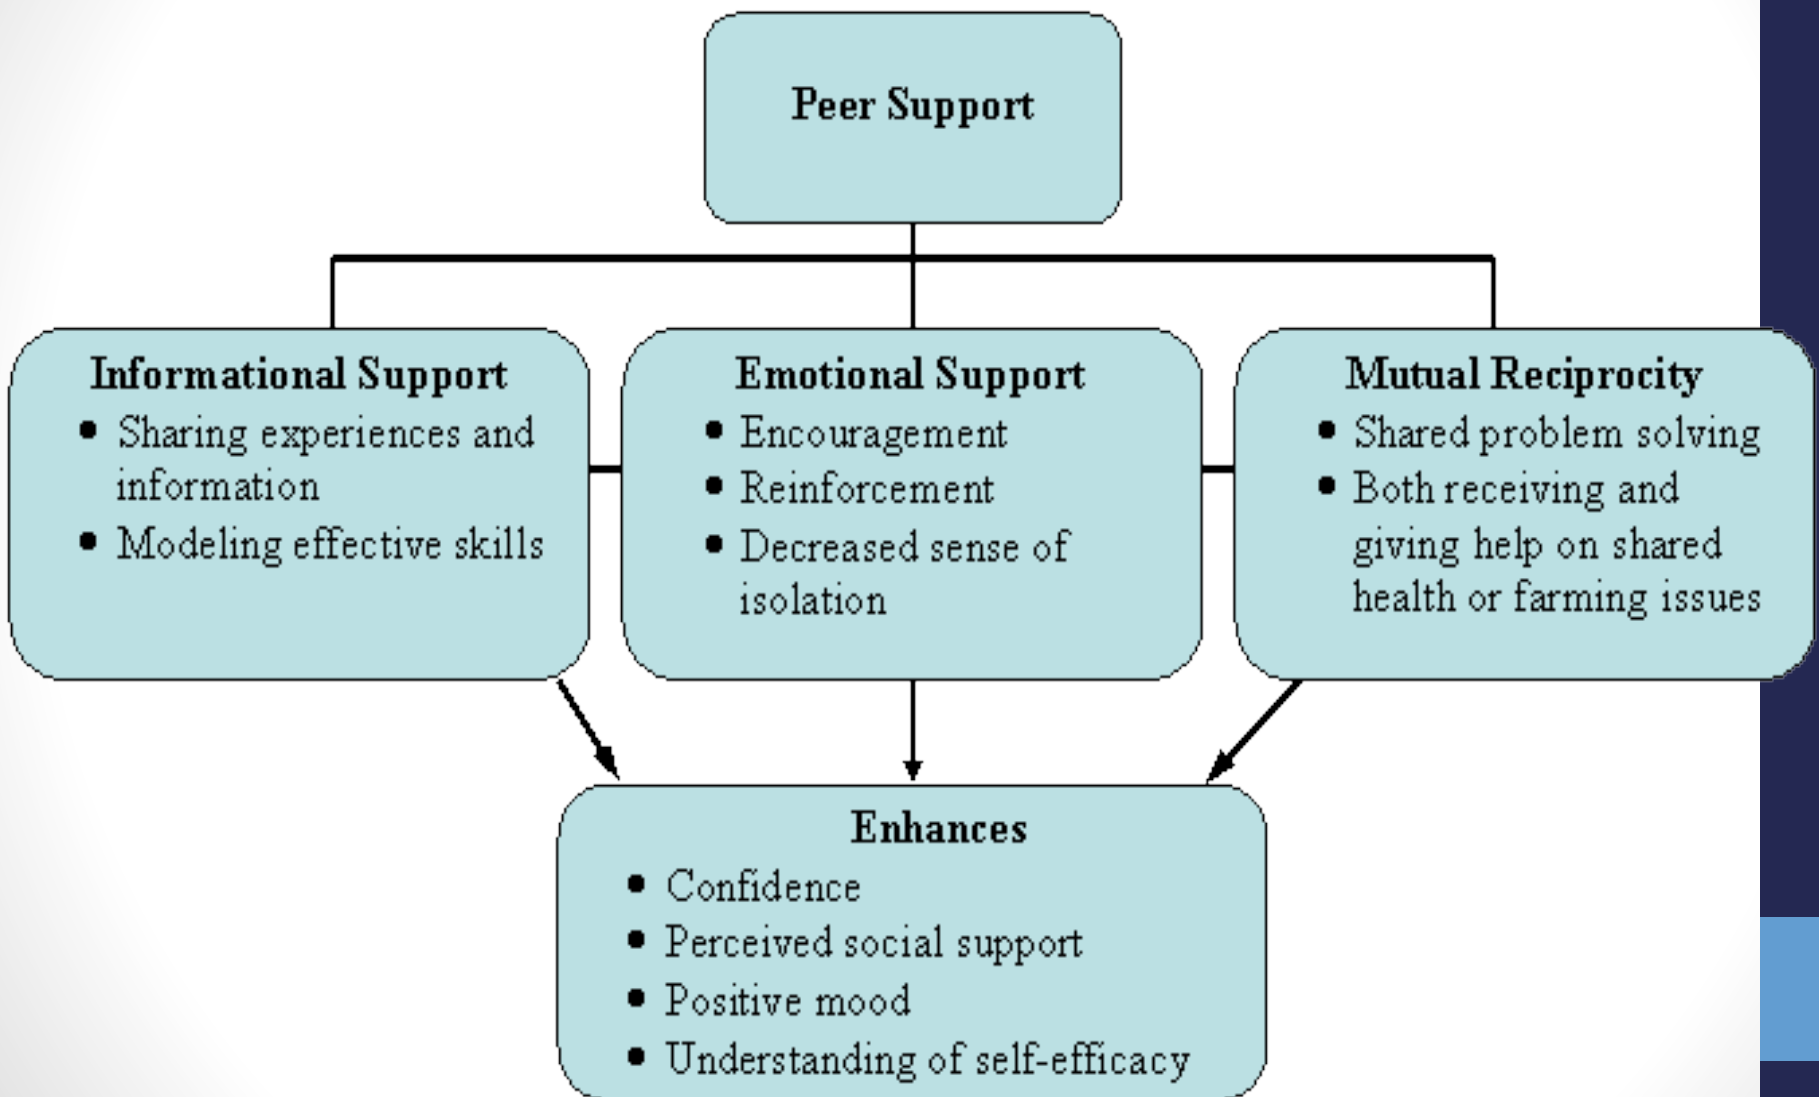 Peer Support
Informational Support
• Sharing experiences and
information
• Modeling effective skills
Emotional Support
• Encouragement
• Reinforcement
• Decreased sense of
isolation
Mutual Reciprocity
• Shared problem solving
• Both receiving and
giving help on shared
health or farming issues
Enhances
• Confidence
• Perceived social support
• Positive mood
• Understanding of self-efficacy